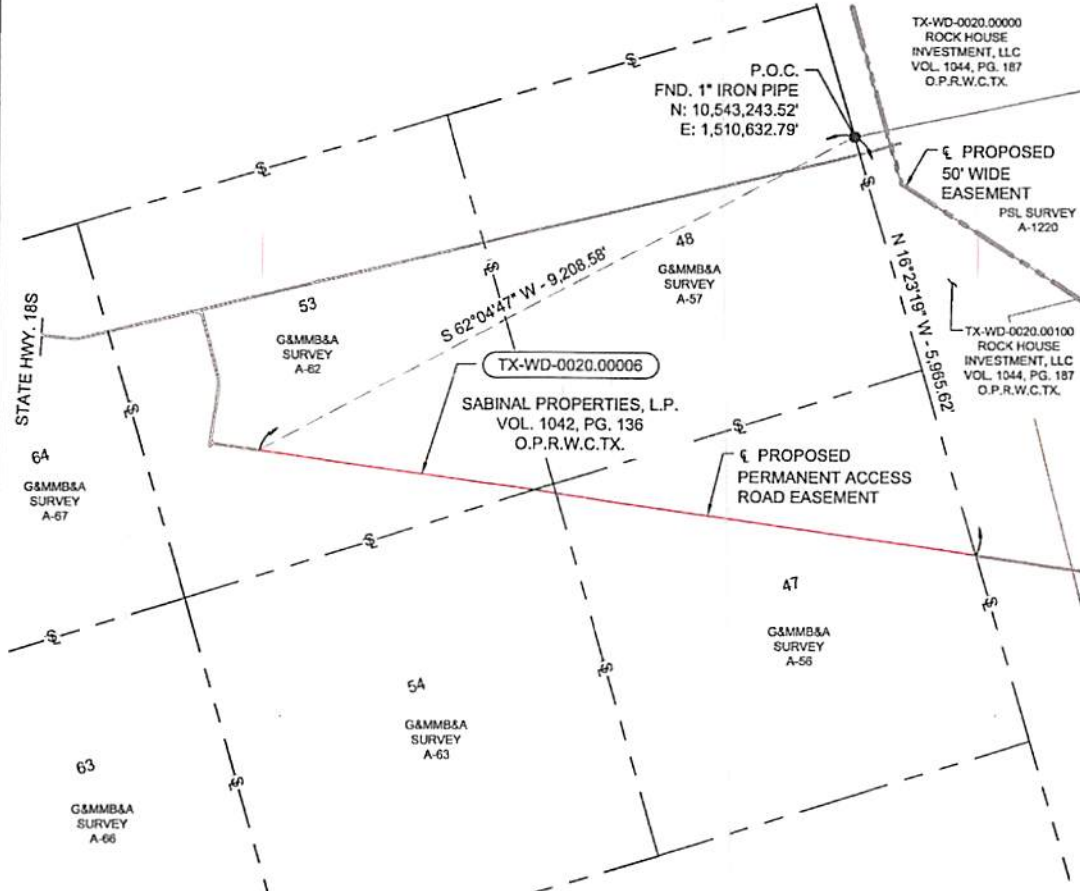 TX-WD-0020.00000
ROCK HOUSE
INVESTMENT, LLC
VOL. 1044, PG. 187
O.P.R.W.C.TX.
P.O.C.
FND. 1" IRON PIPE
N: 10,543,243.52'
E: 1,510,632.79'
℄ PROPOSED
50' WIDE
EASEMENT
PSL SURVEY
A-1220
48
G&MMB&A
SURVEY
A-57
S 62°04'47" W - 9,208.58'
N 16°23'19" W - 5,965.62'
53
G&MMB&A
SURVEY
A-62
STATE HWY. 18S
TX-WD-0020.00100
ROCK HOUSE
INVESTMENT, LLC
VOL. 1044, PG. 187
O.P.R.W.C.TX.
TX-WD-0020.00006
SABINAL PROPERTIES, L.P.
VOL. 1042, PG. 136
O.P.R.W.C.TX.
℄ PROPOSED
PERMANENT ACCESS
ROAD EASEMENT
64
G&MMB&A
SURVEY
A-67
47
G&MMB&A
SURVEY
A-56
54
G&MMB&A
SURVEY
A-63
63
G&MMB&A
SURVEY
A-66